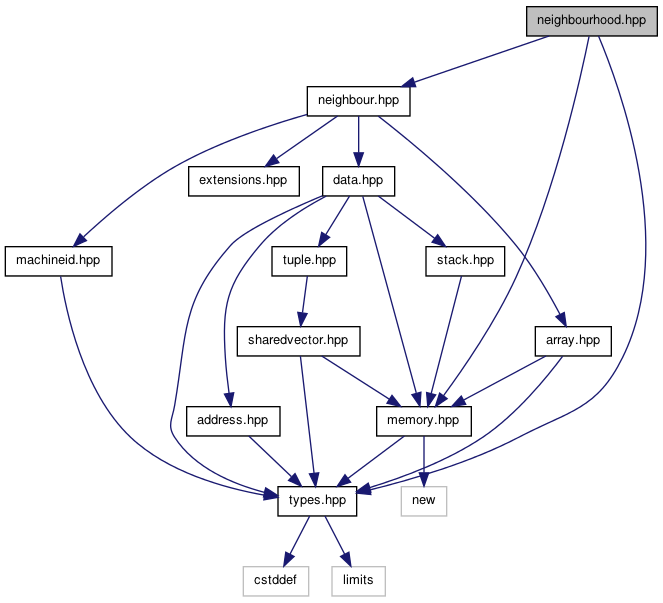 neighbourhood.hpp
neighbour.hpp
extensions.hpp
data.hpp
machineid.hpp
tuple.hpp
stack.hpp
sharedvector.hpp
array.hpp
address.hpp
memory.hpp
types.hpp
new
cstddef
limits